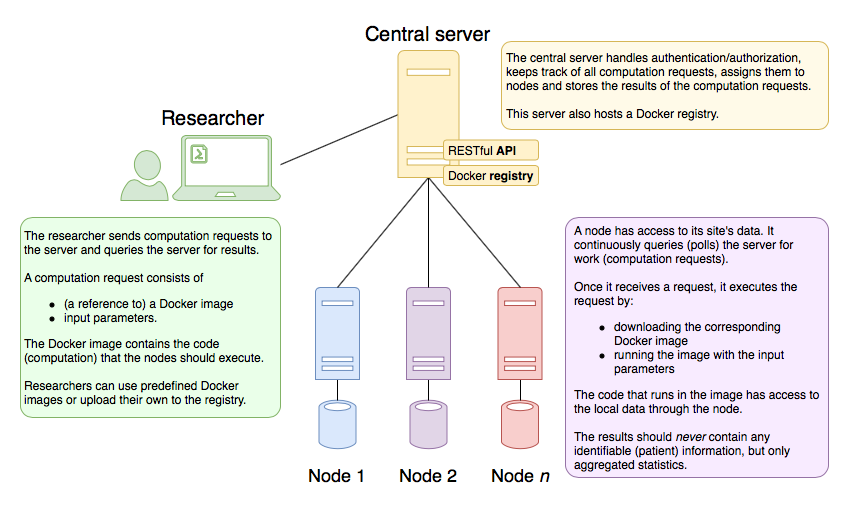 Central server
The central server handles authentication/authorization,
keeps track of all computation requests, assigns them to
nodes and stores the results of the computation requests.
This server also hosts a Docker registry.
Researcher
RESTful API
Docker registry
The researcher sends computation requests to
the server and queries the server for results.
A computation request consists of
● (a reference to) a Docker image
● input parameters.
The Docker image contains the code
(computation) that the nodes should execute.
Researchers can use predefined Docker
images or upload their own to the registry.
A node has access to its site's data. It
continuously queries (polls) the server for
work (computation requests).
Once it receives a request, it executes the
request by:
● downloading the corresponding
Docker image
● running the image with the input
parameters
The code that runs in the image has access to
the local data through the node.
The results should never contain any
identifiable (patient) information, but only
aggregated statistics.
Node 1
Node 2
Node n